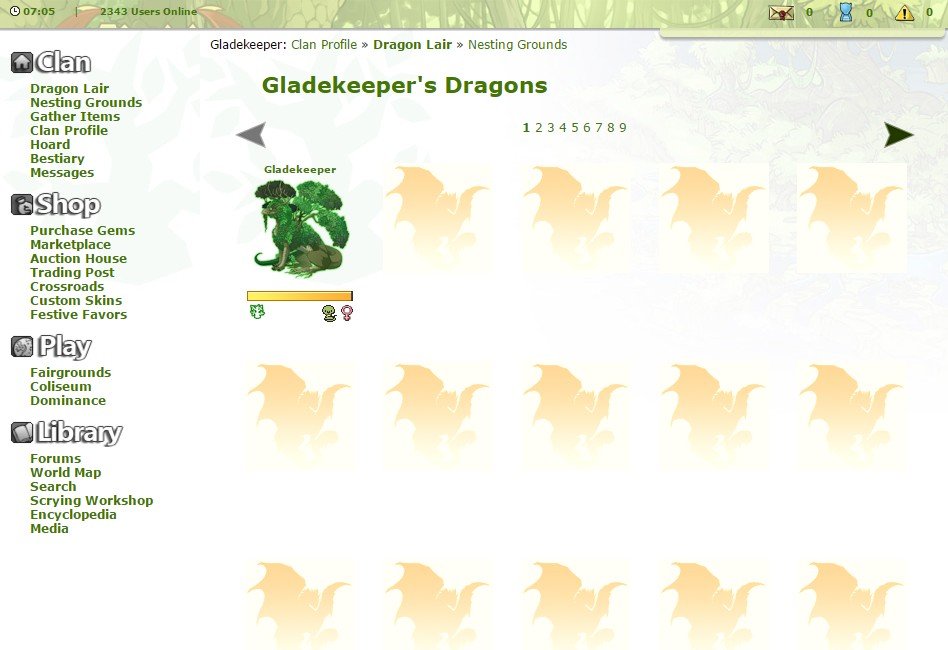 07:05
2343 Users Online
0
0
0
Gladekeeper: Clan Profile » Dragon Lair » Nesting Grounds
Clan
Dragon Lair
Nesting Grounds
Gather Items
Clan Profile
Hoard
Bestiary
Messages
Shop
Purchase Gems
Marketplace
Auction House
Trading Post
Crossroads
Custom Skins
Festive Favors
Play
Fairgrounds
Coliseum
Dominance
Library
Forums
World Map
Search
Scrying Workshop
Encyclopedia
Media
Gladekeeper's Dragons
1 2 3 4 5 6 7 8 9
Gladekeeper